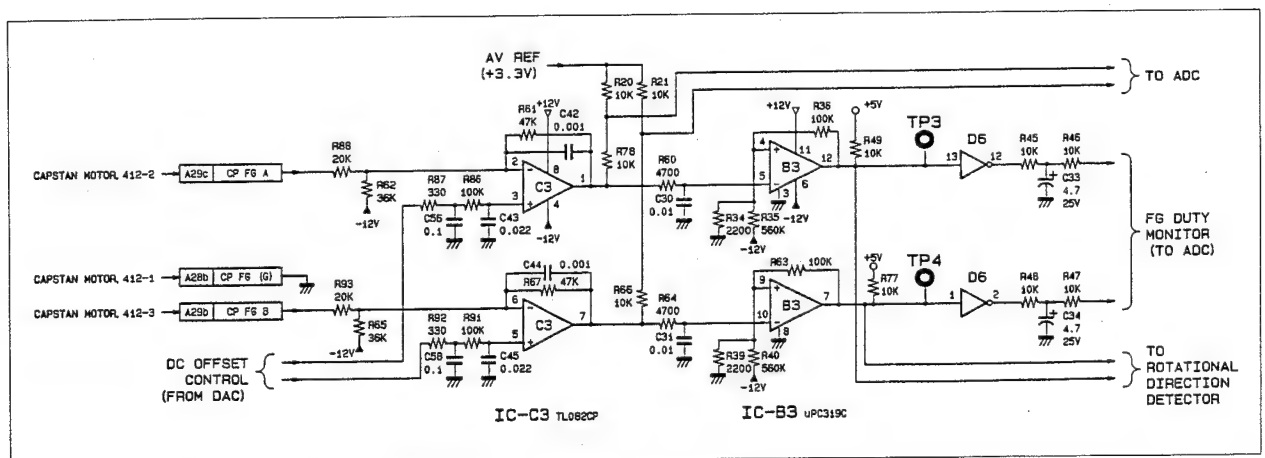 AV REF
(+3.3V)
R20
10K
R21
10K
TO ADC
R61
47K
+12V
C42
0.001
R78
10K
+12V
R36
100K
+5V
R49
10K
TP3
D6
R45
10K
R46
10K
R88
20K
2
8
C3
1
3
4
-12V
R60
4700
C30
0.01
4
11
B3
12
5
6
3
-12V
13
12
C33
4.7
25V
CAPSTAN MOTOR, 412-2
A29c
CP FG A
R62
36K
-12V
R87
330
R86
100K
C56
0.1
C43
0.022
R34
2200
R35
560K
-12V
FG DUTY
MONITOR
(TO ADC)
CAPSTAN MOTOR, 412-1
A28b
CP FG (G)
C44
0.001
R67
47K
R63
100K
+5V
R77
10K
TP4
D6
R48
10K
R47
10K
CAPSTAN MOTOR, 412-3
A29b
CP FG B
R93
20K
6
C3
7
5
R66
10K
R64
4700
C31
0.01
9
B3
7
10
8
1
2
C34
4.7
25V
R65
36K
-12V
R92
330
R91
100K
C58
0.1
C45
0.022
R39
2200
R40
560K
-12V
DC OFFSET
CONTROL
(FROM DAC)
TO
ROTATIONAL
DIRECTION
DETECTOR
IC-C3 TL082CP
IC-B3 uPC319C